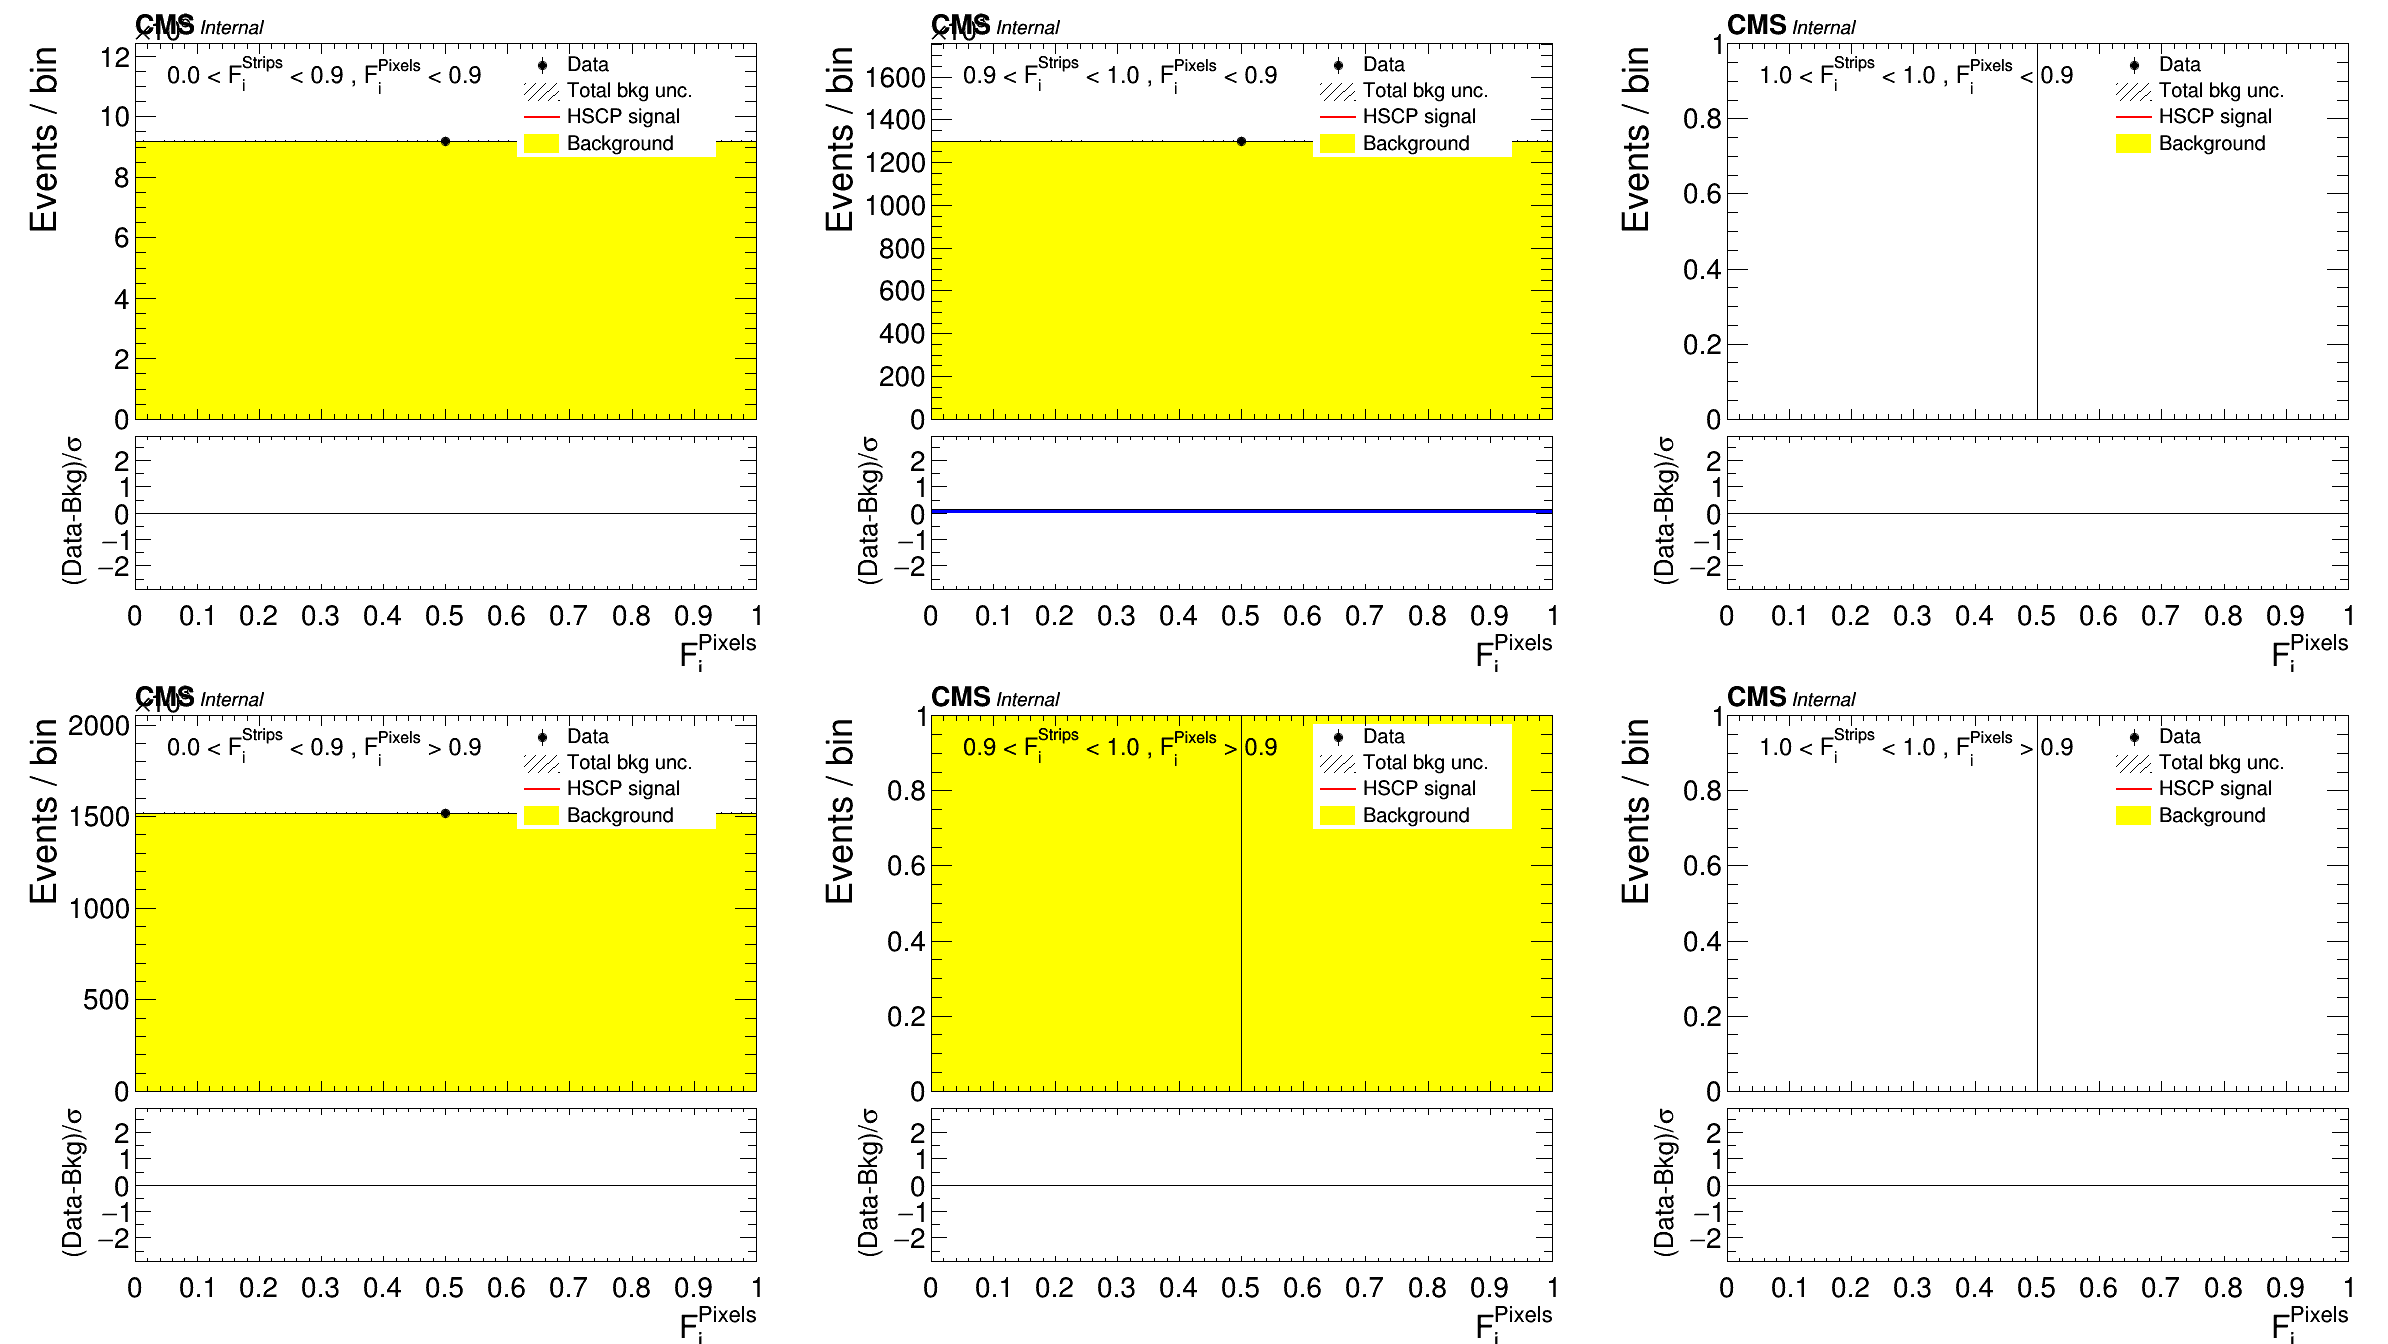 CMS Internal
Events / bin
0.0 < F_i^Strips < 0.9 , F_i^Pixels < 0.9
Data
Total bkg unc.
HSCP signal
Background
12
10
8
6
4
2
0
(Data-Bkg)/σ
2
1
0
−1
−2
0 0.1 0.2 0.3 0.4 0.5 0.6 0.7 0.8 0.9 1
F_i^Pixels
CMS Internal
Events / bin
0.9 < F_i^Strips < 1.0 , F_i^Pixels < 0.9
Data
Total bkg unc.
HSCP signal
Background
1600
1400
1200
1000
800
600
400
200
0
(Data-Bkg)/σ
2
1
0
−1
−2
0 0.1 0.2 0.3 0.4 0.5 0.6 0.7 0.8 0.9 1
F_i^Pixels
CMS Internal
Events / bin
1.0 < F_i^Strips < 1.0 , F_i^Pixels < 0.9
Data
Total bkg unc.
HSCP signal
Background
1
0.8
0.6
0.4
0.2
0
(Data-Bkg)/σ
2
1
0
−1
−2
0 0.1 0.2 0.3 0.4 0.5 0.6 0.7 0.8 0.9 1
F_i^Pixels
CMS Internal
Events / bin
0.0 < F_i^Strips < 0.9 , F_i^Pixels > 0.9
Data
Total bkg unc.
HSCP signal
Background
2000
1500
1000
500
0
(Data-Bkg)/σ
2
1
0
−1
−2
0 0.1 0.2 0.3 0.4 0.5 0.6 0.7 0.8 0.9 1
F_i^Pixels
CMS Internal
Events / bin
0.9 < F_i^Strips < 1.0 , F_i^Pixels > 0.9
Data
Total bkg unc.
HSCP signal
Background
1
0.8
0.6
0.4
0.2
0
(Data-Bkg)/σ
2
1
0
−1
−2
0 0.1 0.2 0.3 0.4 0.5 0.6 0.7 0.8 0.9 1
F_i^Pixels
CMS Internal
Events / bin
1.0 < F_i^Strips < 1.0 , F_i^Pixels > 0.9
Data
Total bkg unc.
HSCP signal
Background
1
0.8
0.6
0.4
0.2
0
(Data-Bkg)/σ
2
1
0
−1
−2
0 0.1 0.2 0.3 0.4 0.5 0.6 0.7 0.8 0.9 1
F_i^Pixels